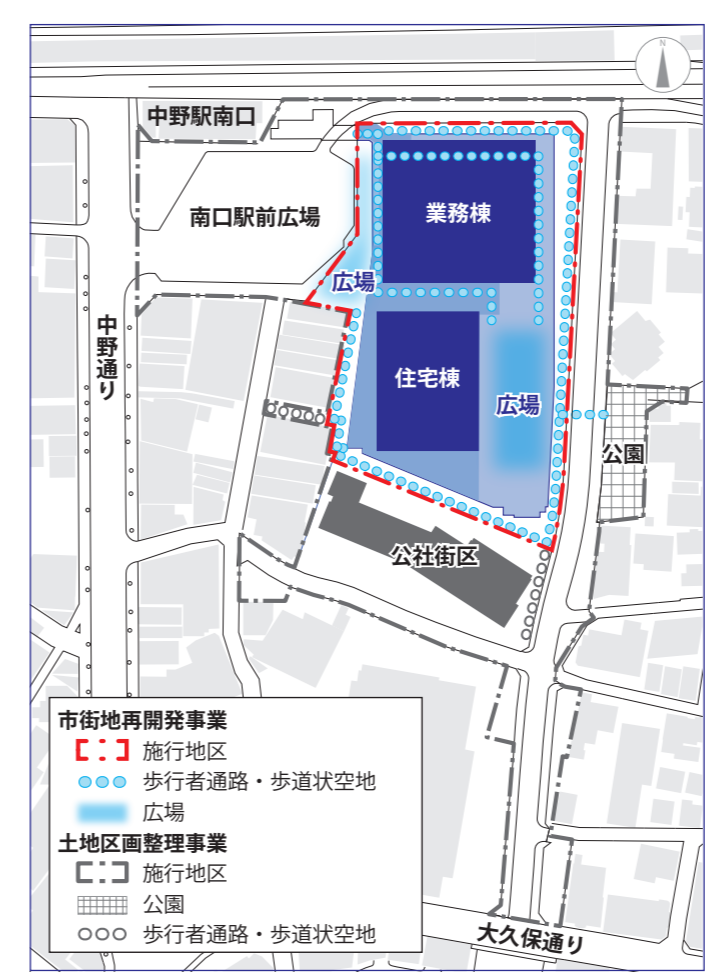 N
中野駅南口
南口駅前広場
業務棟
広場
中野通り
住宅棟
広場
公園
公社街区
市街地再開発事業
施行地区
歩行者通路・歩道状空地
広場
土地区画整理事業
施行地区
公園
歩行者通路・歩道状空地
大久保通り